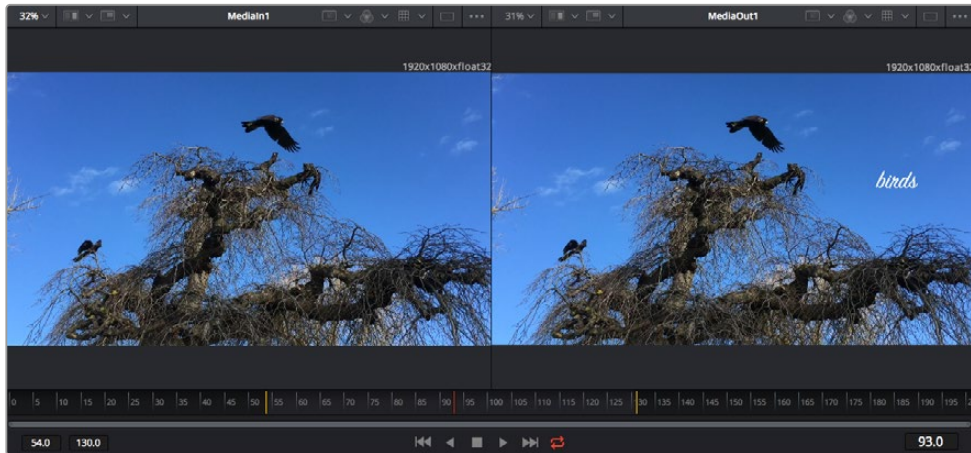 32% MediaIn1 31% MediaOut1
1920x1080xfloat32 1920x1080xfloat32
birds
0 5 10 15 20 25 30 35 40 45 50 55 60 65 70 75 80 85 90 95 100 105 110 115 120 125 130 135 140 145 150 155 160 165 170 175 180 185 190 195
54.0 130.0 93.0